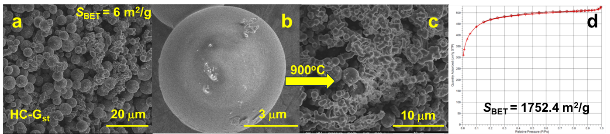 a
S_BET = 6 m²/g
HC-G_st
20 μm
b
3 μm
900°C
c
10 μm
d
S_BET = 1752.4 m²/g